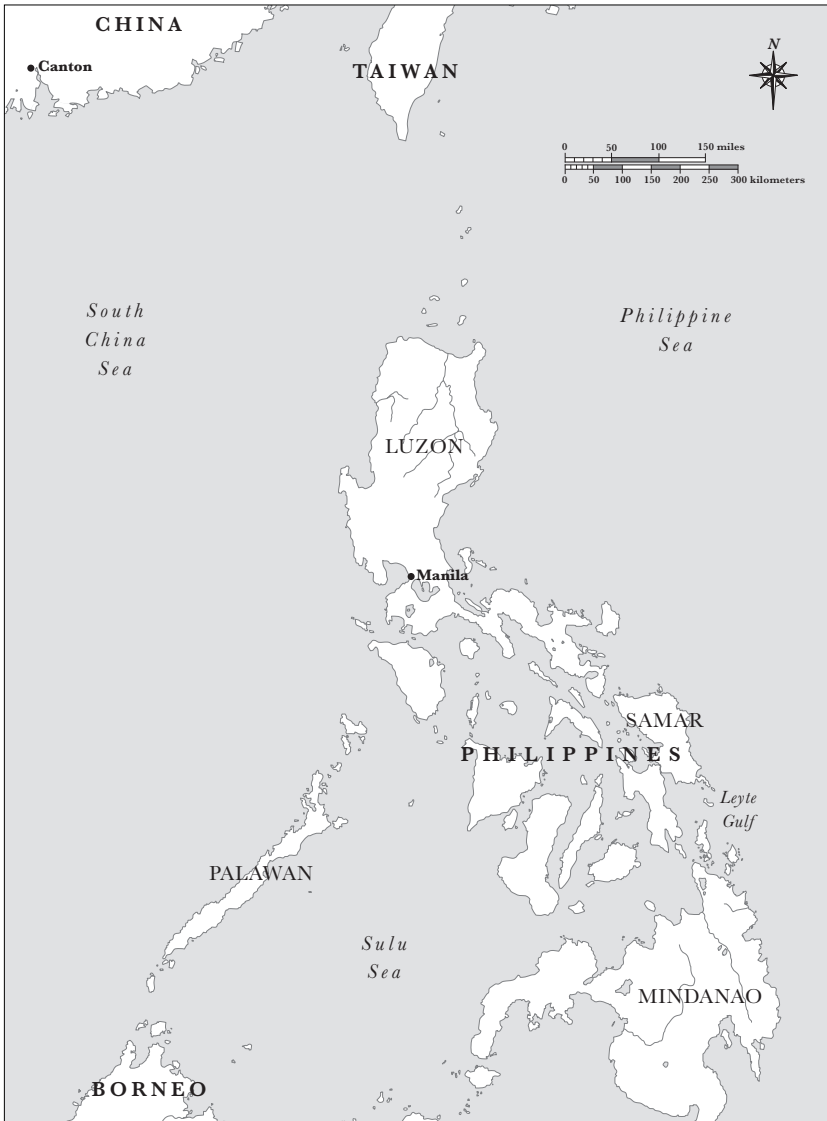 CHINA
Canton
TAIWAN
N
0 50 100 150 miles
0 50 100 150 200 250 300 kilometers
South
China
Sea
Philippine
Sea
LUZON
Manila
SAMAR
PHILIPPINES
Leyte
Gulf
PALAWAN
Sulu
Sea
MINDANAO
BORNEO